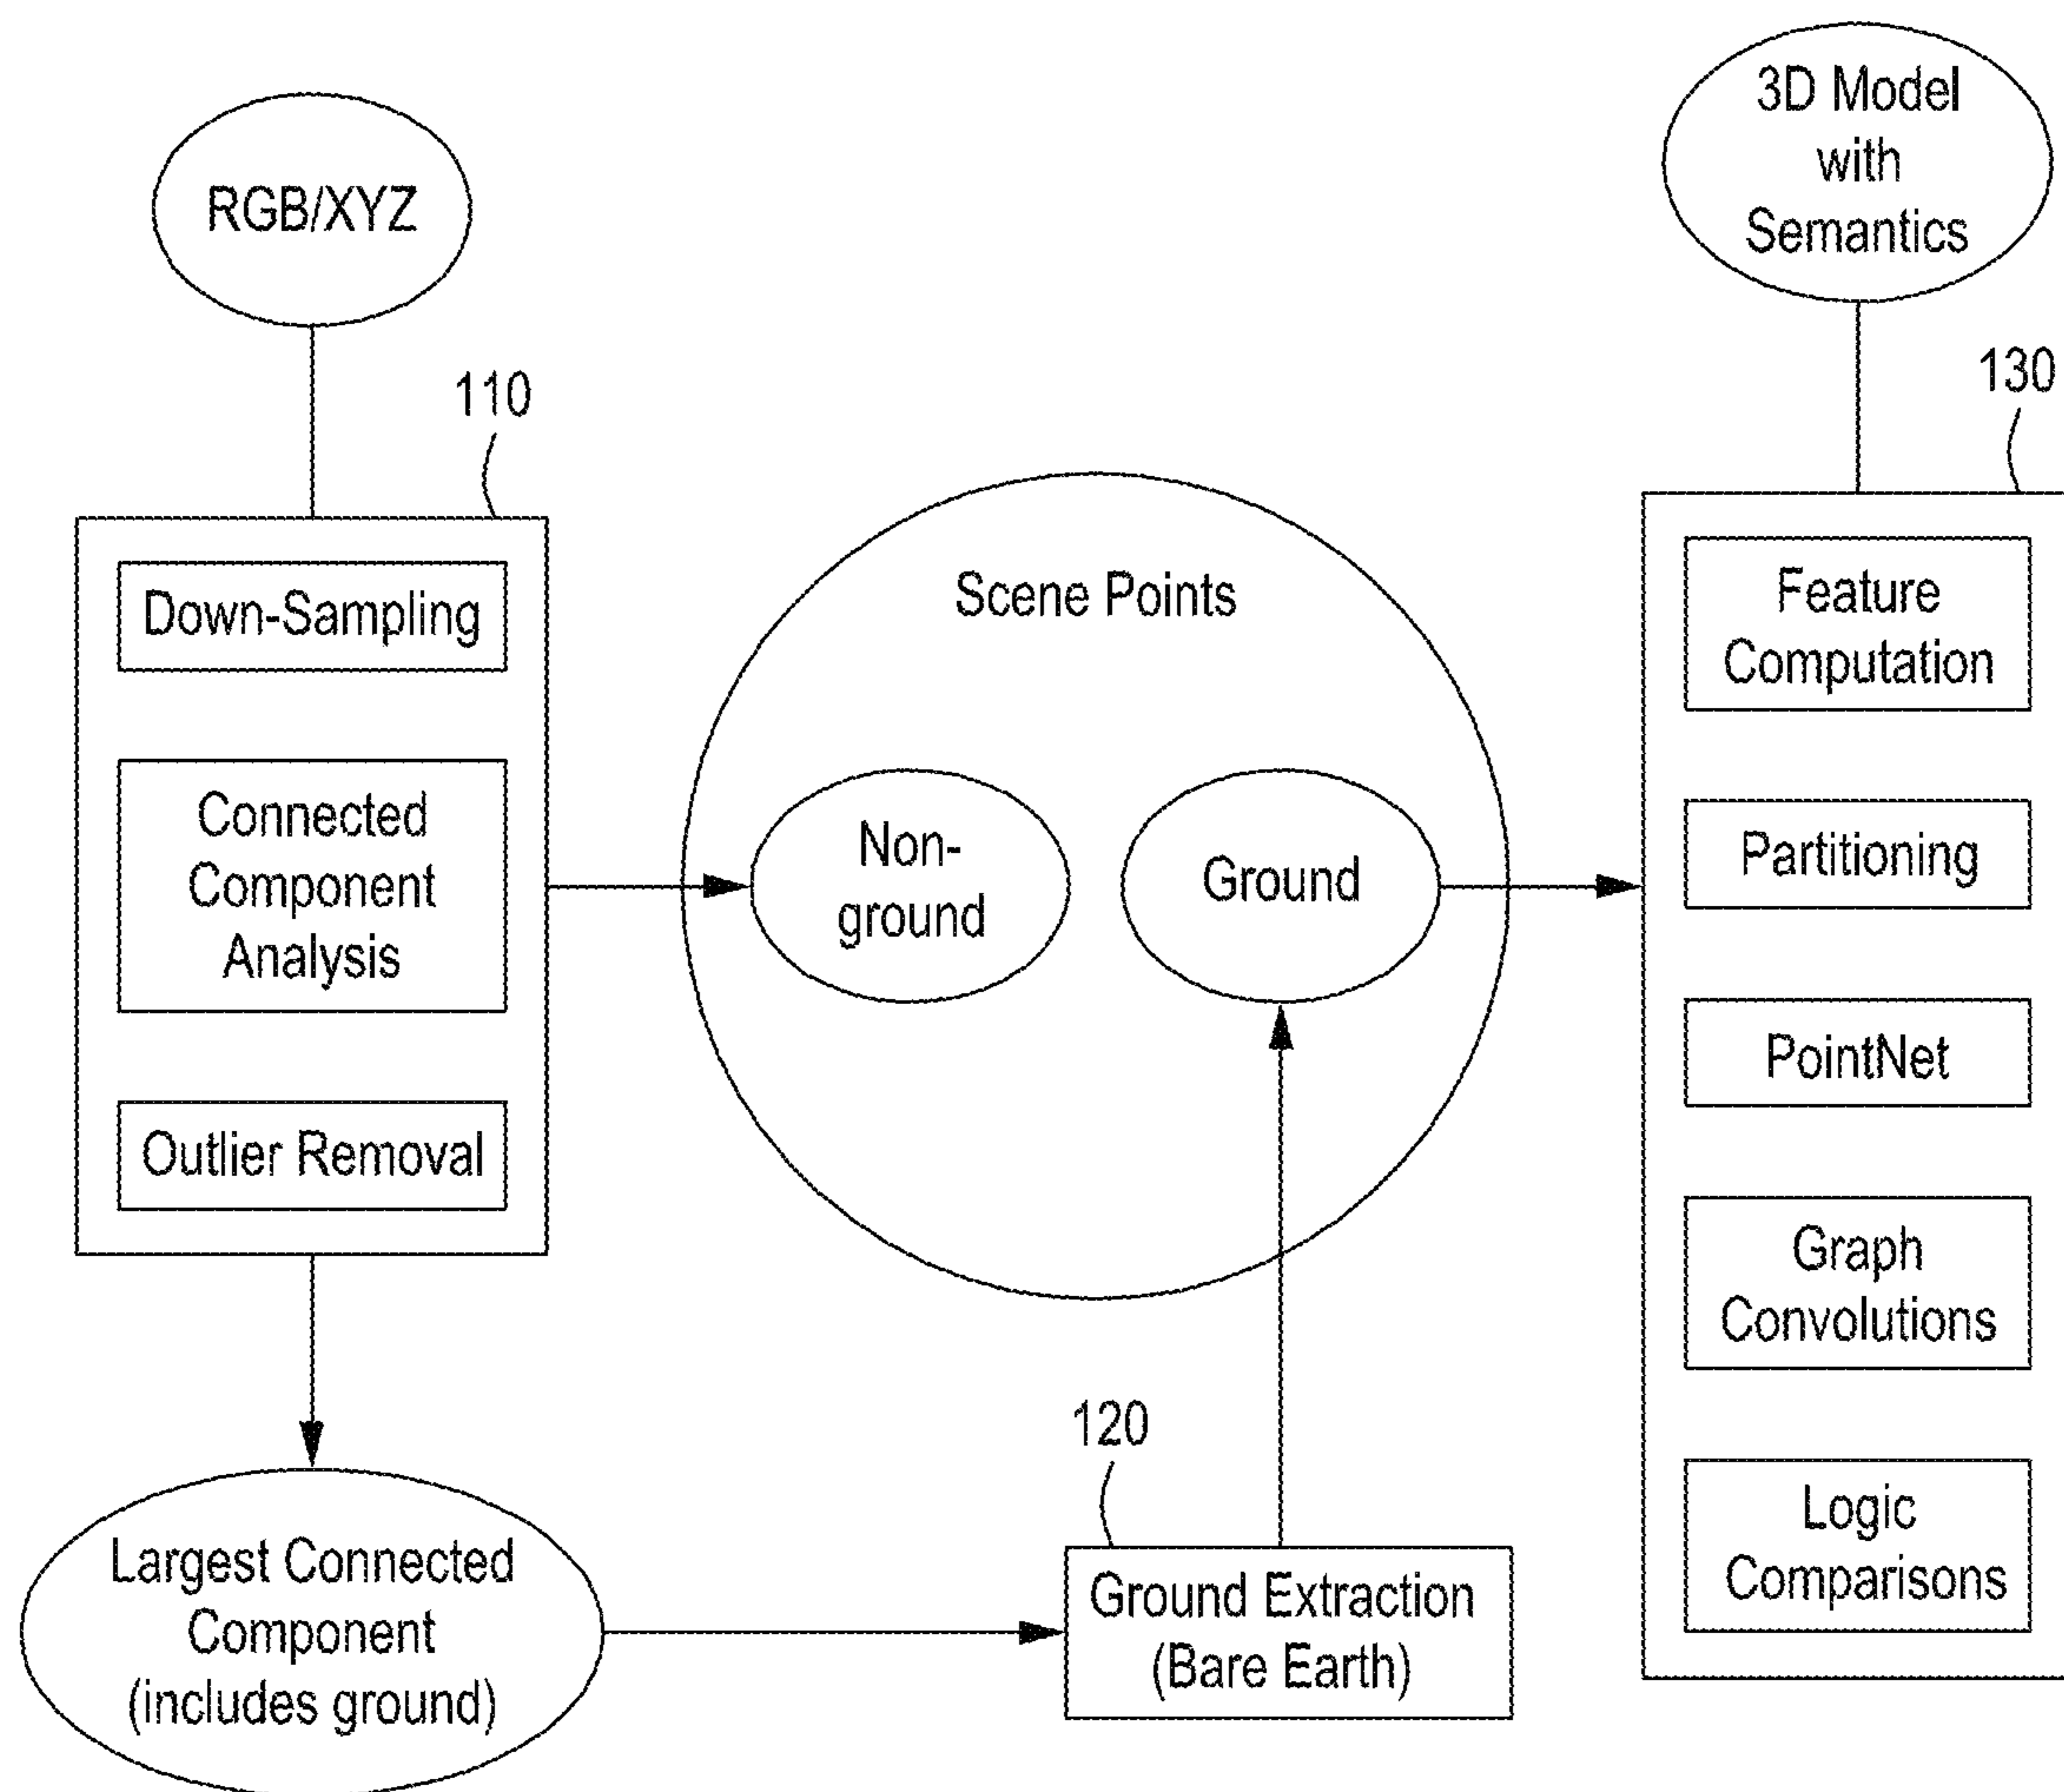 RGB/XYZ
110
Down-Sampling
Connected
Component
Analysis
Outlier Removal
Largest Connected
Component
(includes ground)
Scene Points
Non-
ground
Ground
120
Ground Extraction
(Bare Earth)
3D Model
with
Semantics
130
Feature
Computation
Partitioning
PointNet
Graph
Convolutions
Logic
Comparisons